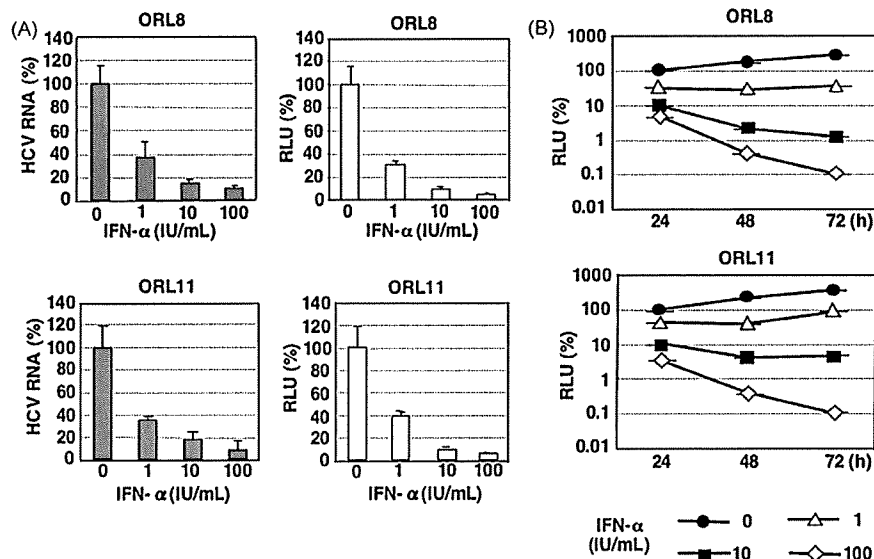 (A)
ORL8
HCV RNA (%)
140
120
100
80
60
40
20
0
0 1 10 100
IFN-α (IU/mL)
ORL8
RLU (%)
140
120
100
80
60
40
20
0
0 1 10 100
IFN-α (IU/mL)
ORL11
HCV RNA (%)
140
120
100
80
60
40
20
0
0 1 10 100
IFN- α (IU/mL)
ORL11
RLU (%)
140
120
100
80
60
40
20
0
0 1 10 100
IFN- α (IU/mL)
(B)
ORL8
RLU (%)
1000
100
10
1
0.1
0.01
24 48 72 (h)
ORL11
RLU (%)
1000
100
10
1
0.1
0.01
24 48 72 (h)
IFN-α
(IU/mL)
0 1
10 100